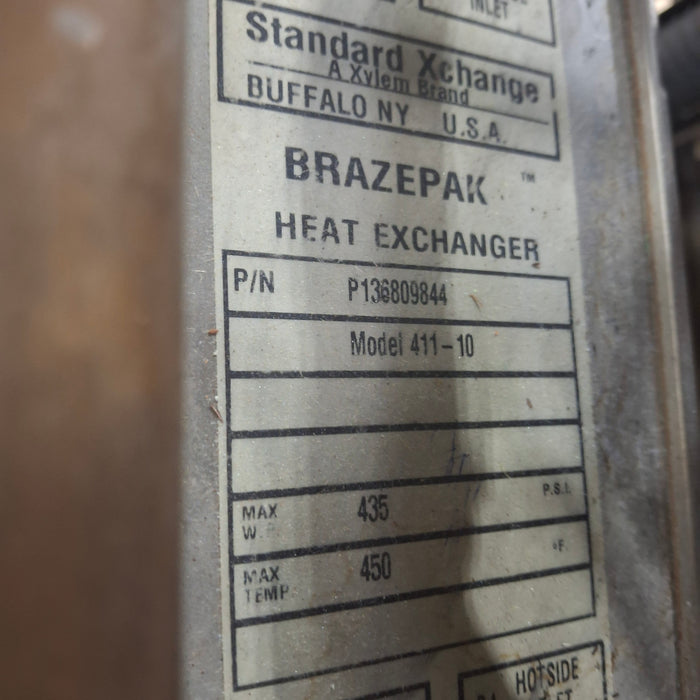 INLET
Standard Xchange
A Xylem Brand
BUFFALO NY U.S.A.
BRAZEPAK ™
HEAT EXCHANGER
P/N P136809844
Model 411-10
MAX W.P. 435 P.S.I.
MAX TEMP 450 °F
HOTSIDE